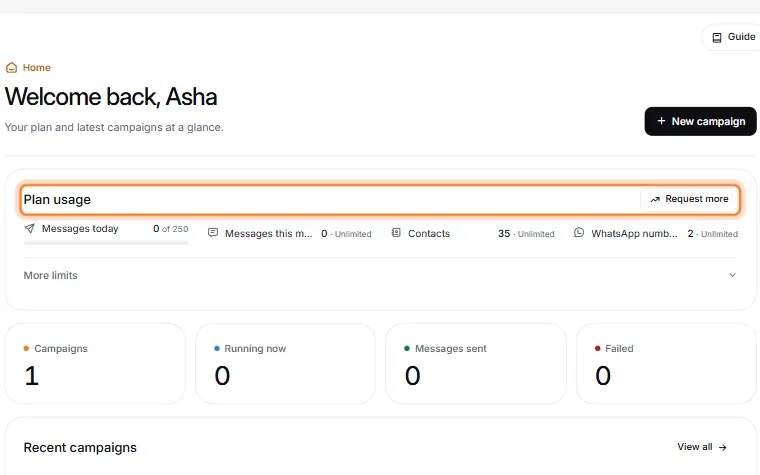 Guide
Home
Welcome back, Asha
Your plan and latest campaigns at a glance.
+ New campaign
Plan usage
Request more
Messages today 0 of 250
Messages this m... 0 · Unlimited
Contacts 35 · Unlimited
WhatsApp numb... 2 · Unlimited
More limits
Campaigns
1
Running now
0
Messages sent
0
Failed
0
Recent campaigns
View all →